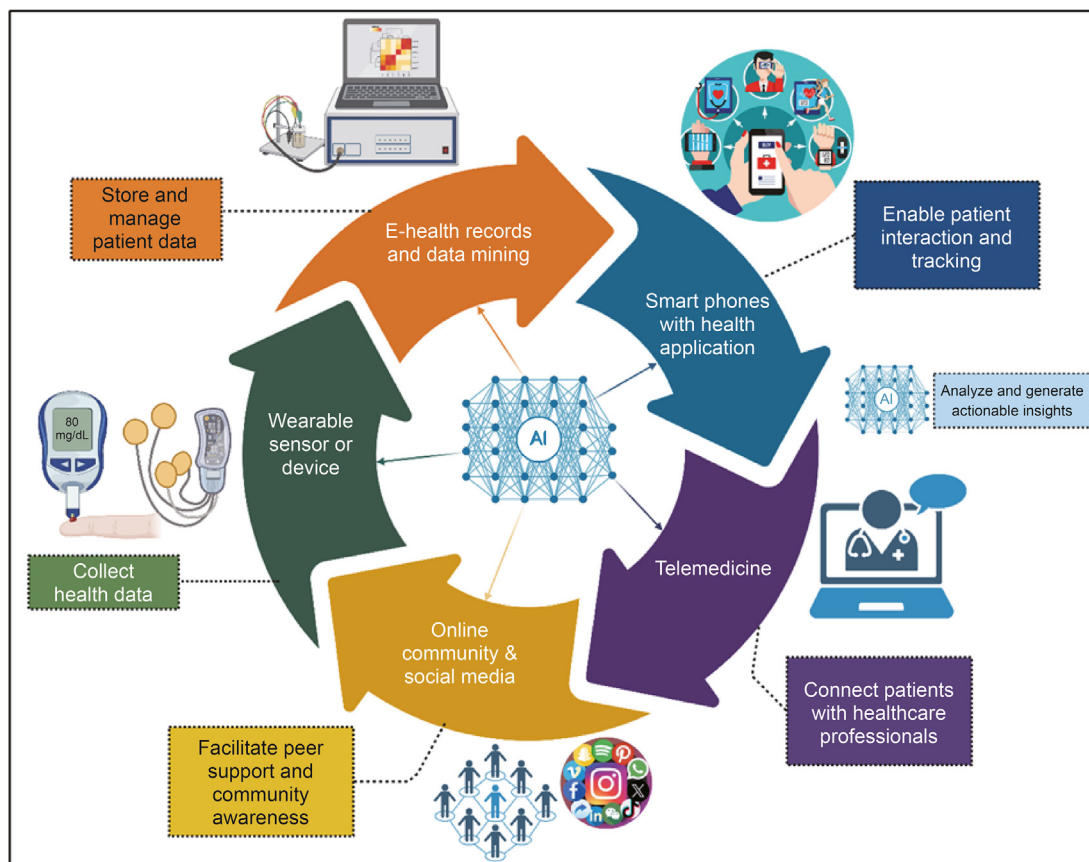 Store and
manage
patient data
E-health records
and data mining
BUY
Enable patient
interaction and
tracking
Smart phones
with health
application
AI
Analyze and generate
actionable insights
80
mg/dL
Wearable
sensor or
device
AI
Telemedicine
Collect
health data
Online
community &
social media
Connect patients
with healthcare
professionals
Facilitate peer
support and
community
awareness